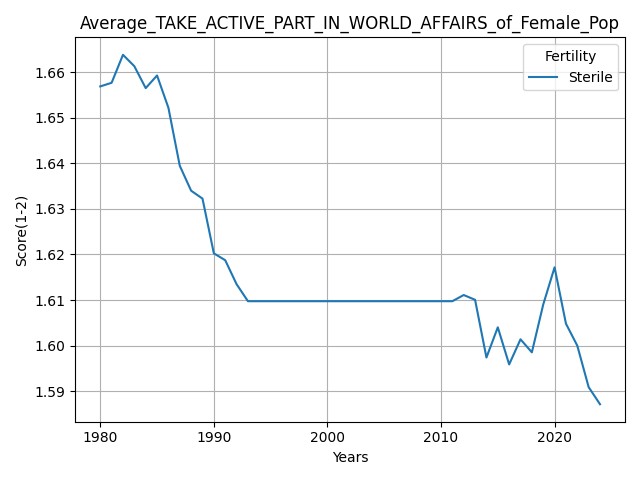 Average_TAKE_ACTIVE_PART_IN_WORLD_AFFAIRS_of_Female_Pop
Fertility
Sterile
Score(1-2)
1.66
1.65
1.64
1.63
1.62
1.61
1.60
1.59
1980 1990 2000 2010 2020
Years